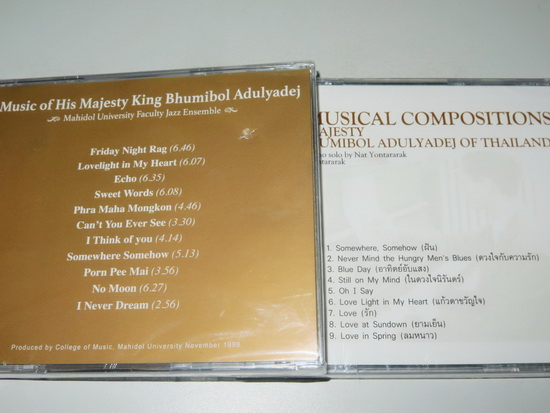 Music of His Majesty King Bhumibol Adulyadej
Mahidol University Faculty Jazz Ensemble
Friday Night Rag (6.46)
Lovelight in My Heart (6.07)
Echo (6.35)
Sweet Words (6.08)
Phra Maha Mongkon (4.46)
Can't You Ever See (3.30)
I Think of you (4.14)
Somewhere Somehow (5.13)
Porn Pee Mai (3.56)
No Moon (6.27)
I Never Dream (2.56)
Produced by College of Music, Mahidol University November 1999
MUSICAL COMPOSITIONS
MAJESTY
UMIBOL ADULYADEJ OF THAILAND
no solo by Nat Yontararak
ntararak
1. Somewhere, Somehow (ฝัน)
2. Never Mind the Hungry Men's Blues (ดวงใจกับความรัก)
3. Blue Day (อาทิตย์อับแสง)
4. Still on My Mind (ในดวงใจนิรันดร์)
5. Oh I Say
6. Love Light in My Heart (แก้วตาขวัญใจ)
7. Love (รัก)
8. Love at Sundown (ยามเย็น)
9. Love in Spring (ลมหนาว)